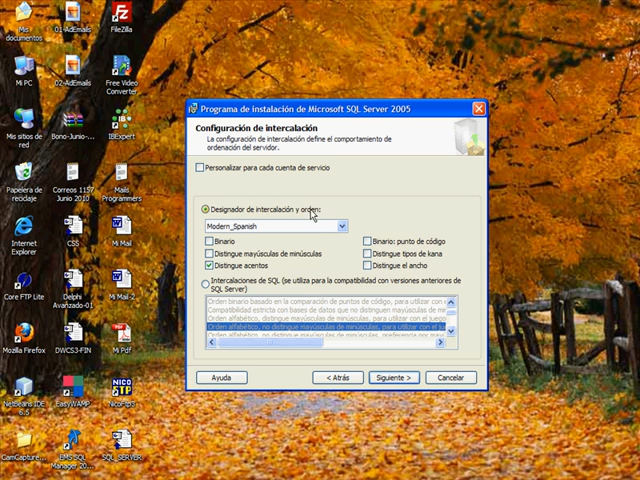 Mis documentos
01-AdEmails
FileZilla
Mi PC
02-AdEmails
Free Video Converter
Mis sitios de red
Bono-Junio-...
IBExpert
Papelera de reciclaje
Correos 1157 Junio 2010
Mails Programmers
Internet Explorer
CSS
Mi Mail
Core FTP Lite
Delphi Avanzado-01
Mi Mail-2
Mozilla Firefox
DWCS3-FIN
Mi Pdf
NetBeans IDE 6.5
EasyWAMP
NicoFtp3
CamCapture...
EMS SQL Manager 20...
SQL_SERVER
Programa de instalación de Microsoft SQL Server 2005
Configuración de intercalación
La configuración de intercalación define el comportamiento de
ordenación del servidor.
Personalizar para cada cuenta de servicio
Designador de intercalación y orden:
Modern_Spanish
Binario
Binario: punto de código
Distingue mayúsculas de minúsculas
Distingue tipos de kana
Distingue acentos
Distingue el ancho
Intercalaciones de SQL (se utiliza para la compatibilidad con versiones anteriores de
SQL Server)
Orden binario basado en la comparación de puntos de código, para utilizar con e
Compatibilidad estricta con bases de datos que no distinguen mayúsculas de mi
Orden alfabético, distingue mayúsculas de minúsculas, para utilizar con el juego
Orden alfabético, no distingue mayúsculas de minúsculas, para utilizar con el jue
Ayuda
< Atrás
Siguiente >
Cancelar